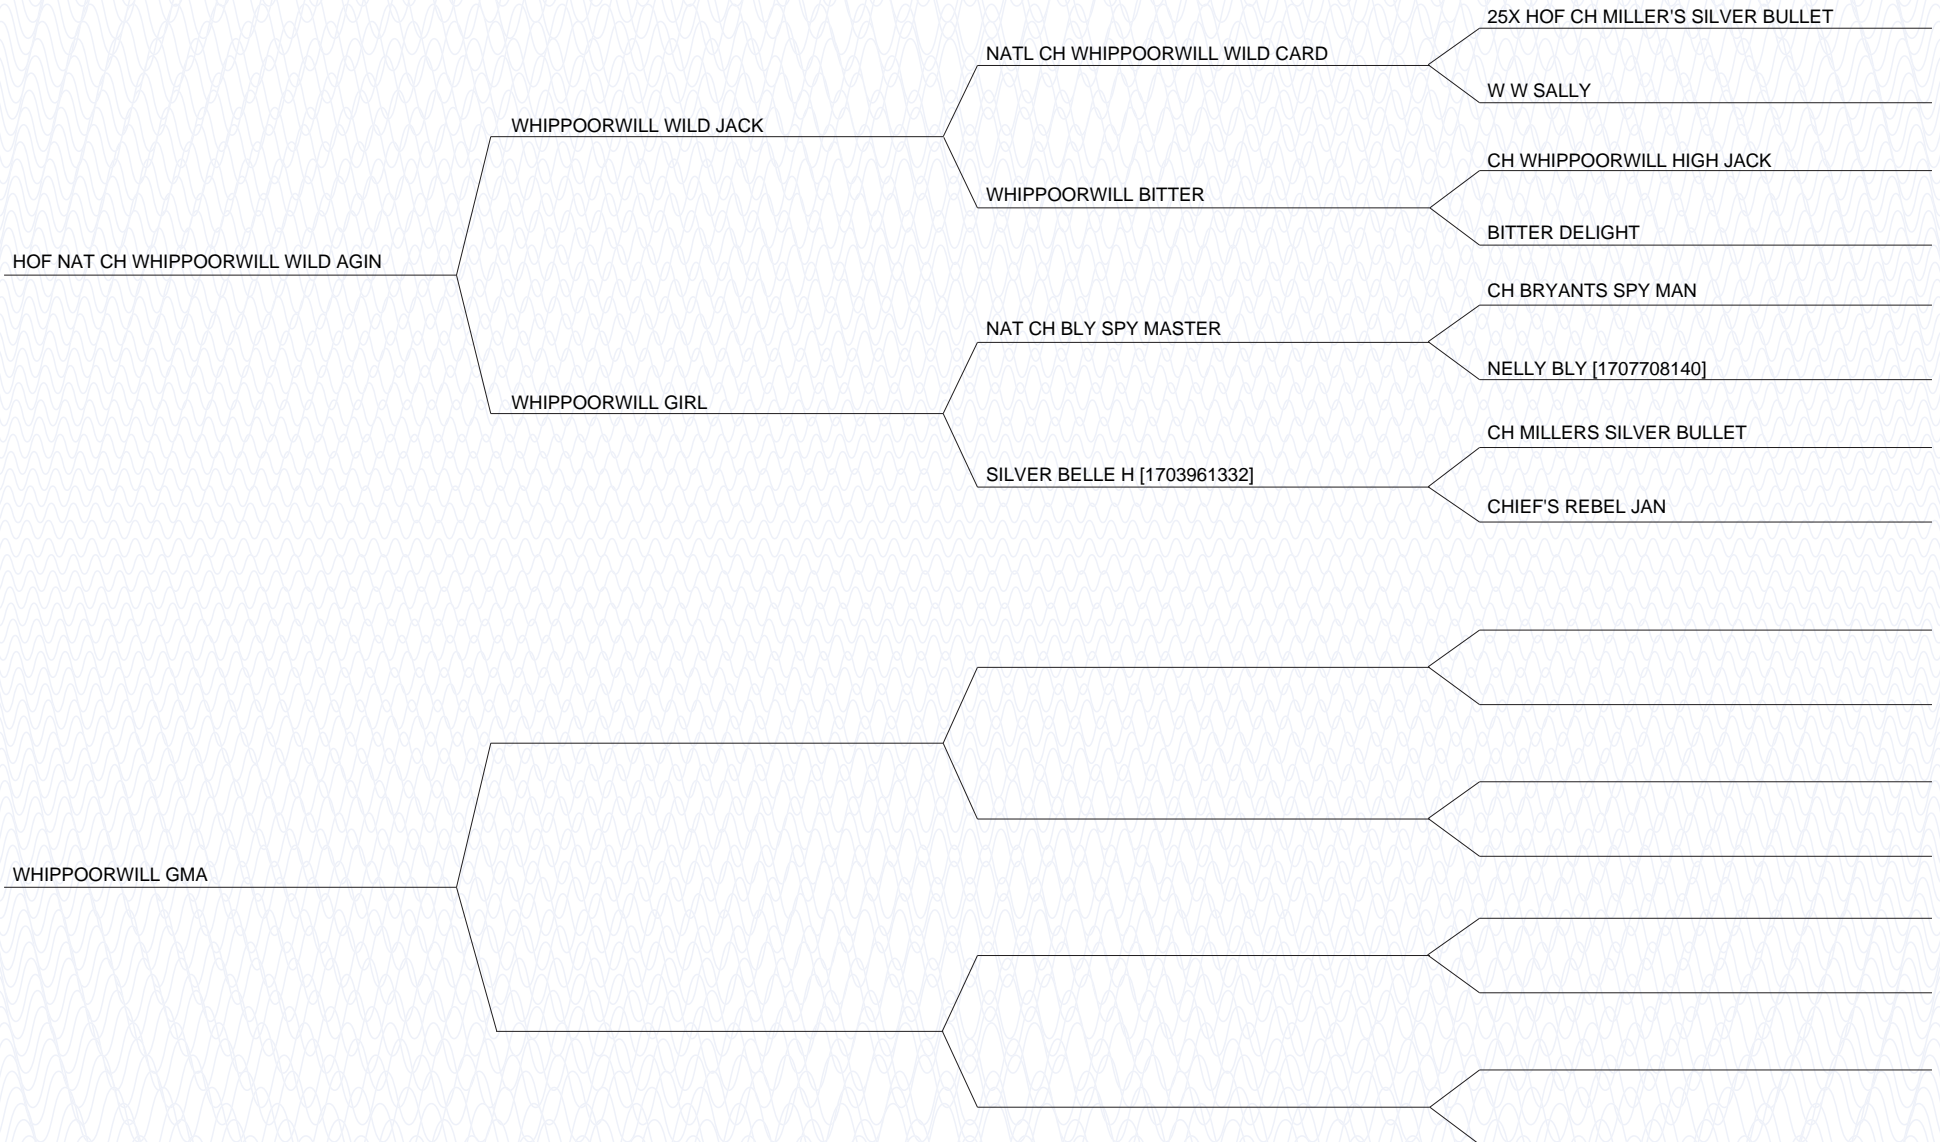 25X HOF CH MILLER'S SILVER BULLET
NATL CH WHIPPOORWILL WILD CARD
W W SALLY
WHIPPOORWILL WILD JACK
CH WHIPPOORWILL HIGH JACK
WHIPPOORWILL BITTER
BITTER DELIGHT
HOF NAT CH WHIPPOORWILL WILD AGIN
CH BRYANTS SPY MAN
NAT CH BLY SPY MASTER
NELLY BLY [1707708140]
WHIPPOORWILL GIRL
CH MILLERS SILVER BULLET
SILVER BELLE H [1703961332]
CHIEF'S REBEL JAN
WHIPPOORWILL GMA